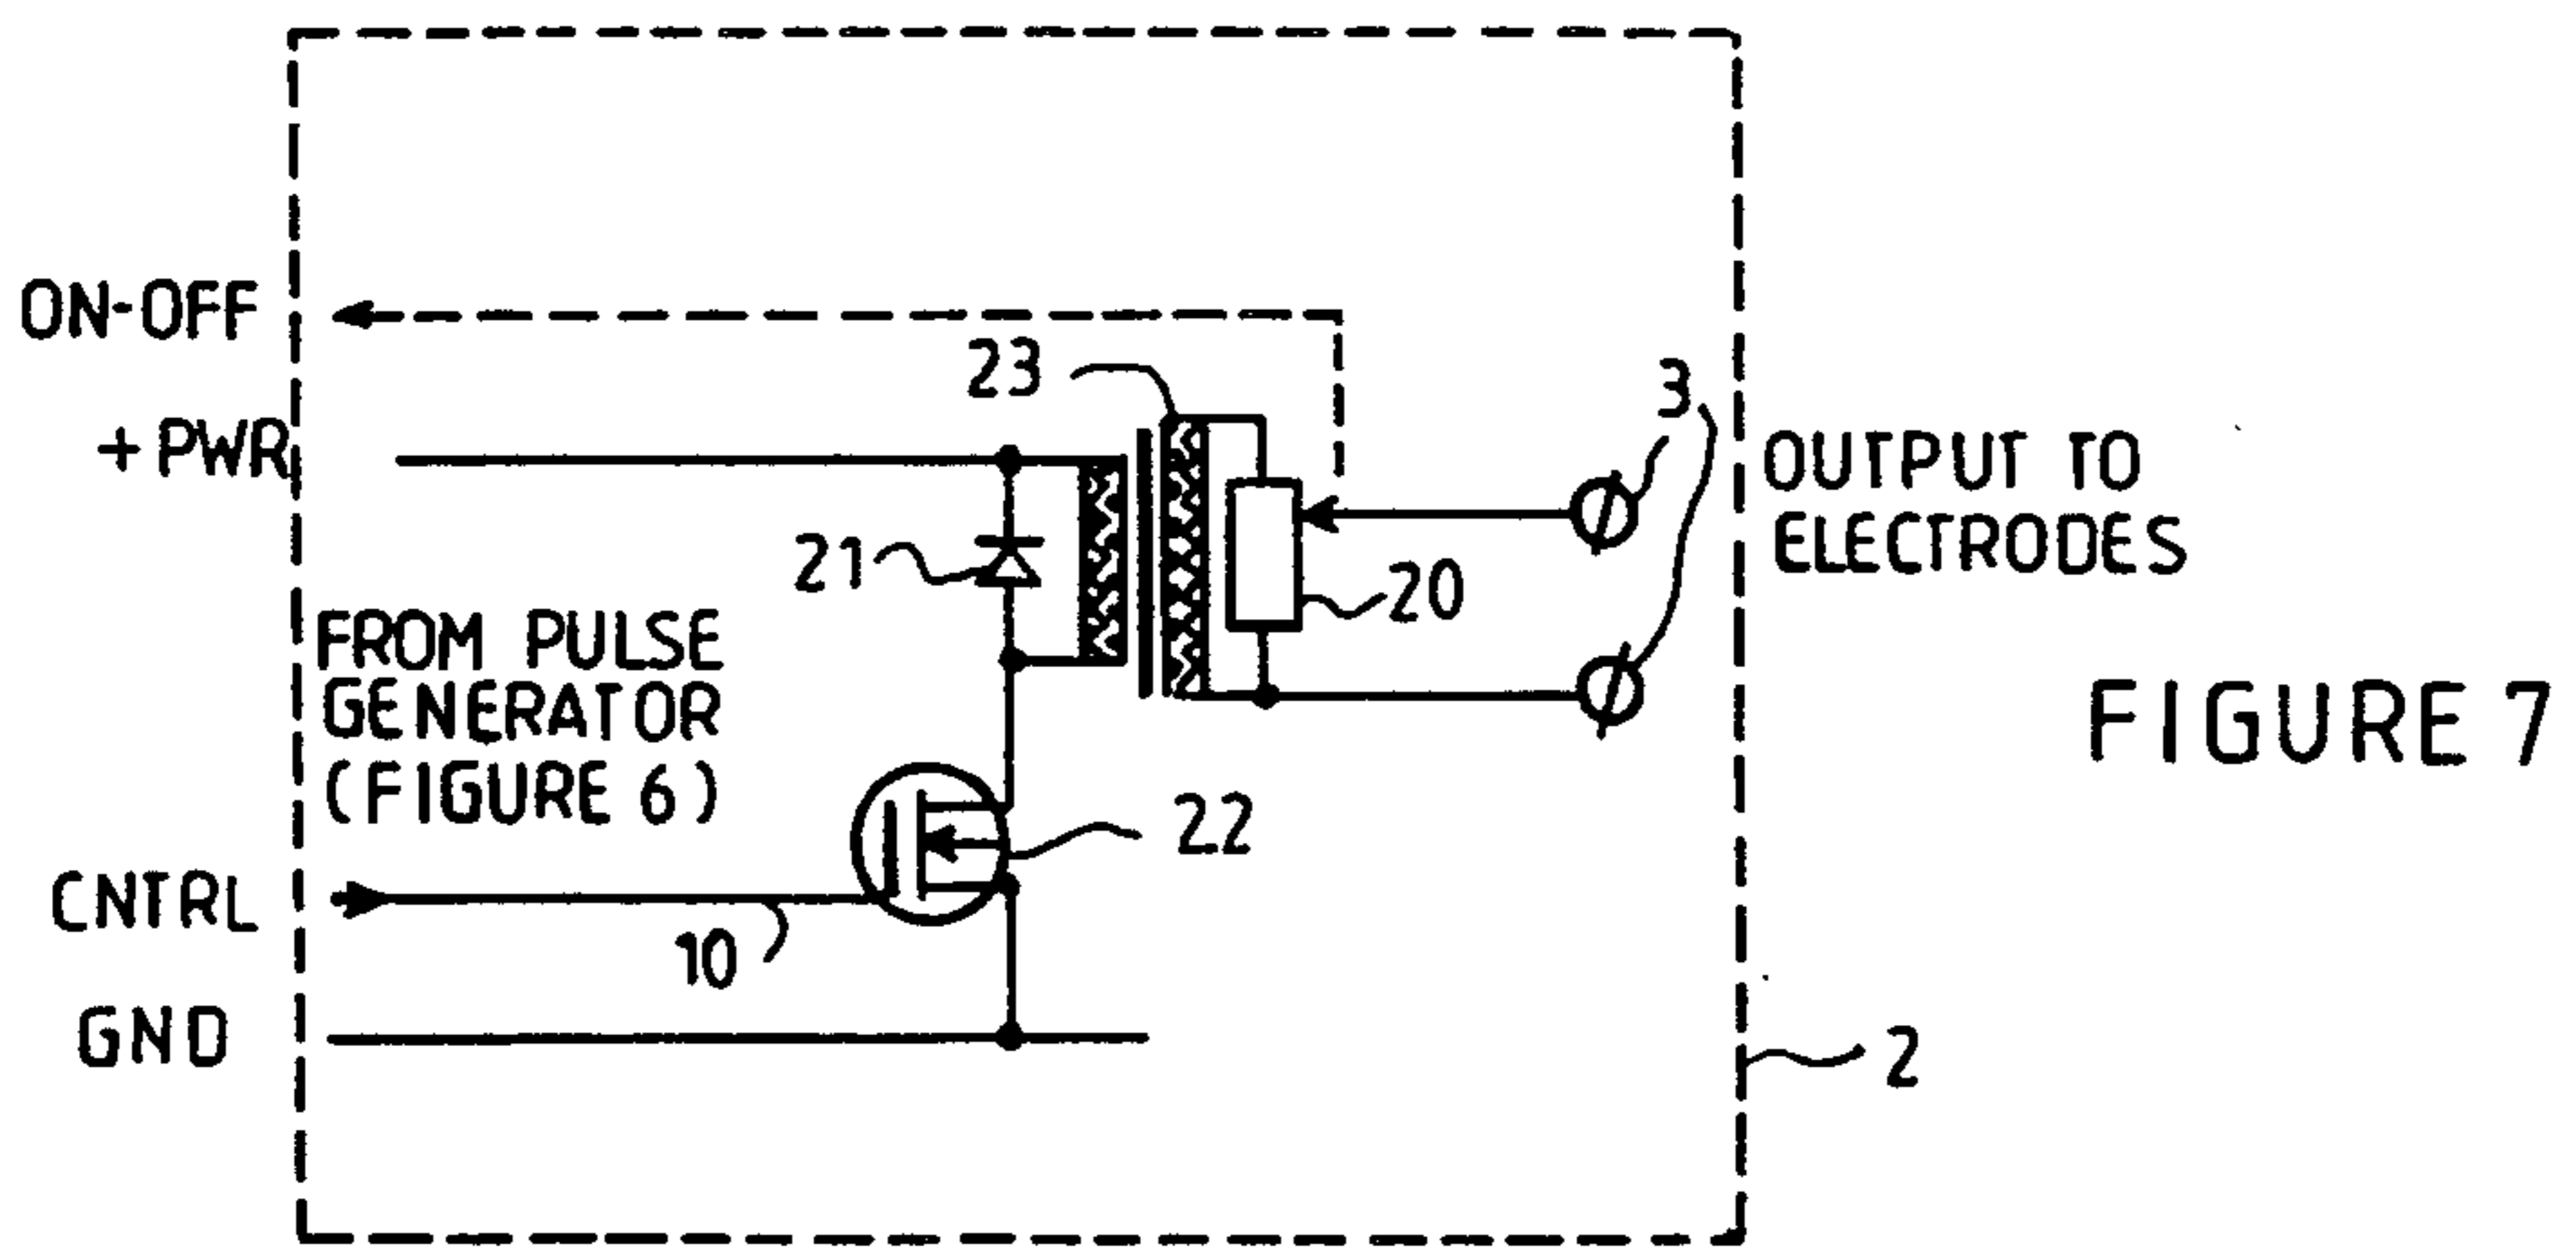 ON-OFF
23
3
+PWR
OUTPUT TO
ELECTRODES
21
20
FROM PULSE
GENERATOR
(FIGURE 6)
FIGURE 7
22
CNTRL
10
GND
2